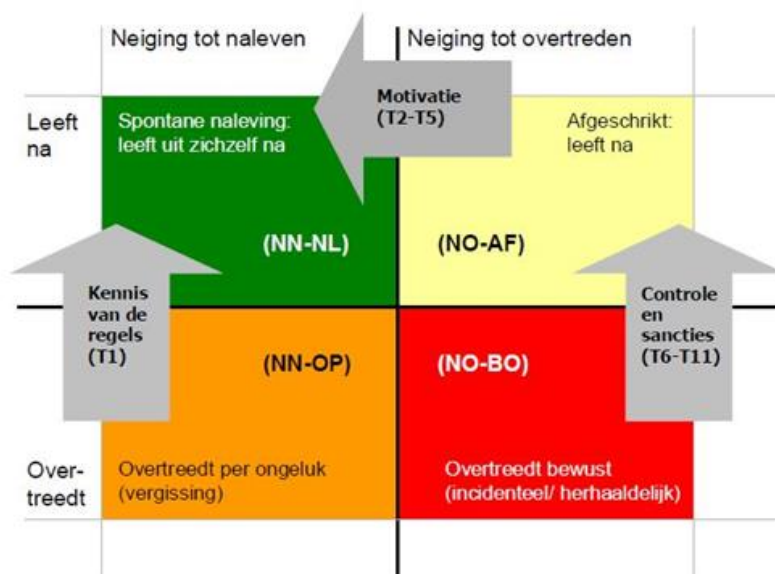 Neiging tot naleven
Neiging tot overtreden
Motivatie
(T2-T5)
Leeft
na
Spontane naleving:
leeft uit zichzelf na
Afgeschrikt:
leeft na
(NN-NL)
(NO-AF)
Kennis
van de
regels
(T1)
Controle
en
sancties
(T6-T11)
(NN-OP)
(NO-BO)
Over-
treedt
Overtreedt per ongeluk
(vergissing)
Overtreedt bewust
(incidenteel/ herhaaldelijk)